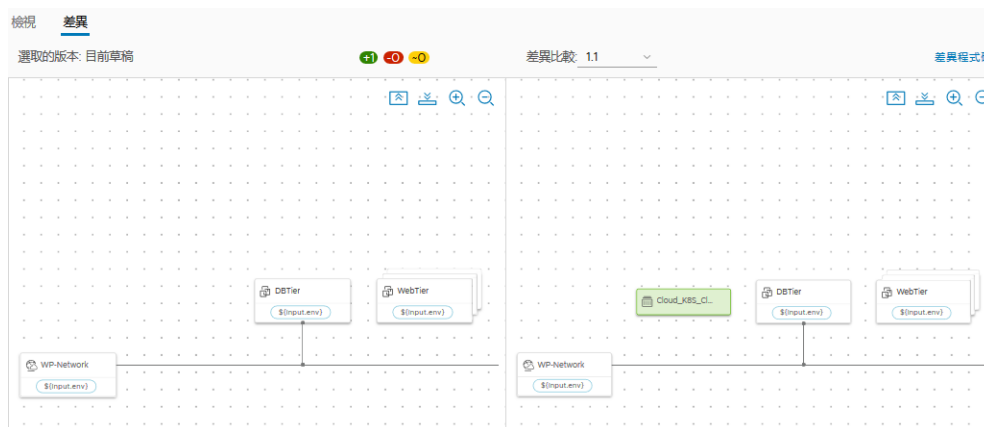 檢視 差異
選取的版本: 目前草稿 +1 -0 ~0 差異比較: 1.1
DBTier
${input.env}
WebTier
${input.env}
WP-Network
${input.env}
Cloud_K8S_Cl...
DBTier
${input.env}
WebTier
${input.env}
WP-Network
${input.env}